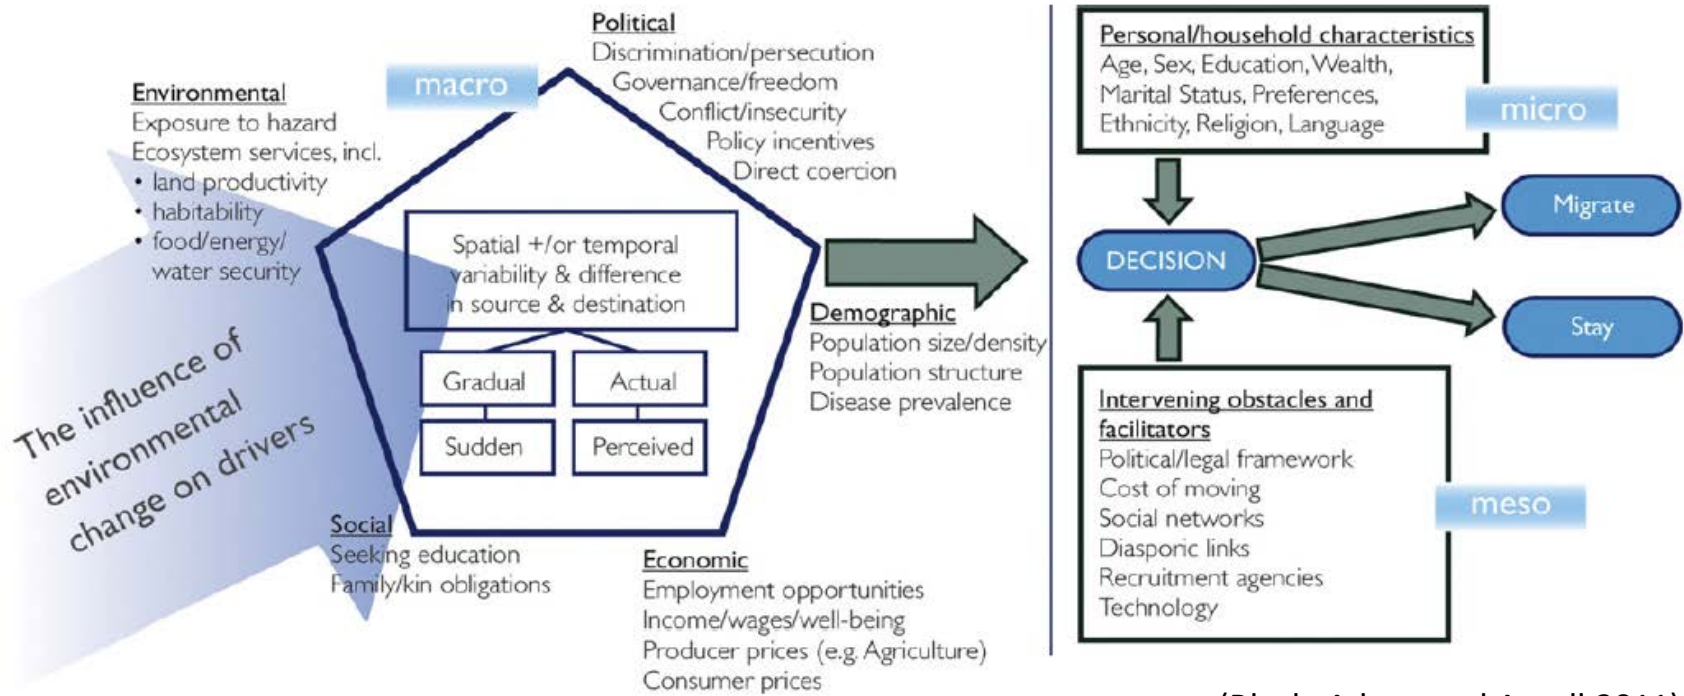 Political
Discrimination/persecution
Governance/freedom
Conflict/insecurity
Policy incentives
Direct coercion
macro
Environmental
Exposure to hazard
Ecosystem services, incl.
• land productivity
• habitability
• food/energy/
water security
Spatial +/or temporal
variability & difference
in source & destination
Gradual
Actual
Sudden
Perceived
The influence of
environmental
change on drivers
Demographic
Population size/density
Population structure
Disease prevalence
Social
Seeking education
Family/kin obligations
Economic
Employment opportunities
Income/wages/well-being
Producer prices (e.g. Agriculture)
Consumer prices
Personal/household characteristics
Age, Sex, Education, Wealth,
Marital Status, Preferences,
Ethnicity, Religion, Language
micro
DECISION
Migrate
Stay
Intervening obstacles and
facilitators
Political/legal framework
Cost of moving
Social networks
Diasporic links
Recruitment agencies
Technology
meso